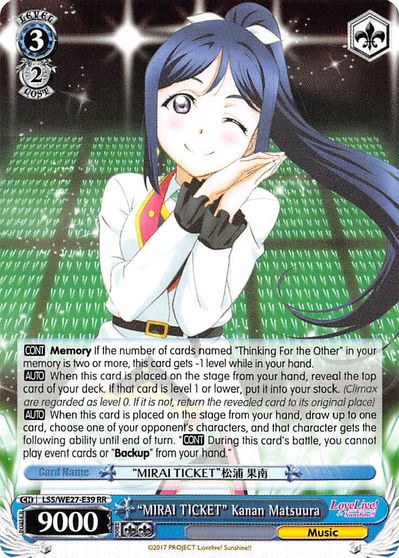 LEVEL
3
2
COST
CONT Memory If the number of cards named "Thinking For the Other" in your
memory is two or more, this card gets -1 level while in your hand.
AUTO When this card is placed on the stage from your hand, reveal the top
card of your deck. If that card is level 1 or lower, put it into your stock. (Climax
are regarded as level 0. If it is not, return the revealed card to its original place)
AUTO When this card is placed on the stage from your hand, draw up to one
card, choose one of your opponent's characters, and that character gets the
following ability until end of turn. "CONT During this card's battle, you cannot
play event cards or "Backup" from your hand."
Card Name
"MIRAI TICKET"松浦 果南
CH LSS/WE27-E39 RR
"MIRAI TICKET" Kanan Matsuura
LoveLive!
Sunshine!!
POWER
9000
Music
©2017 PROJECT Lovelive! Sunshine!!